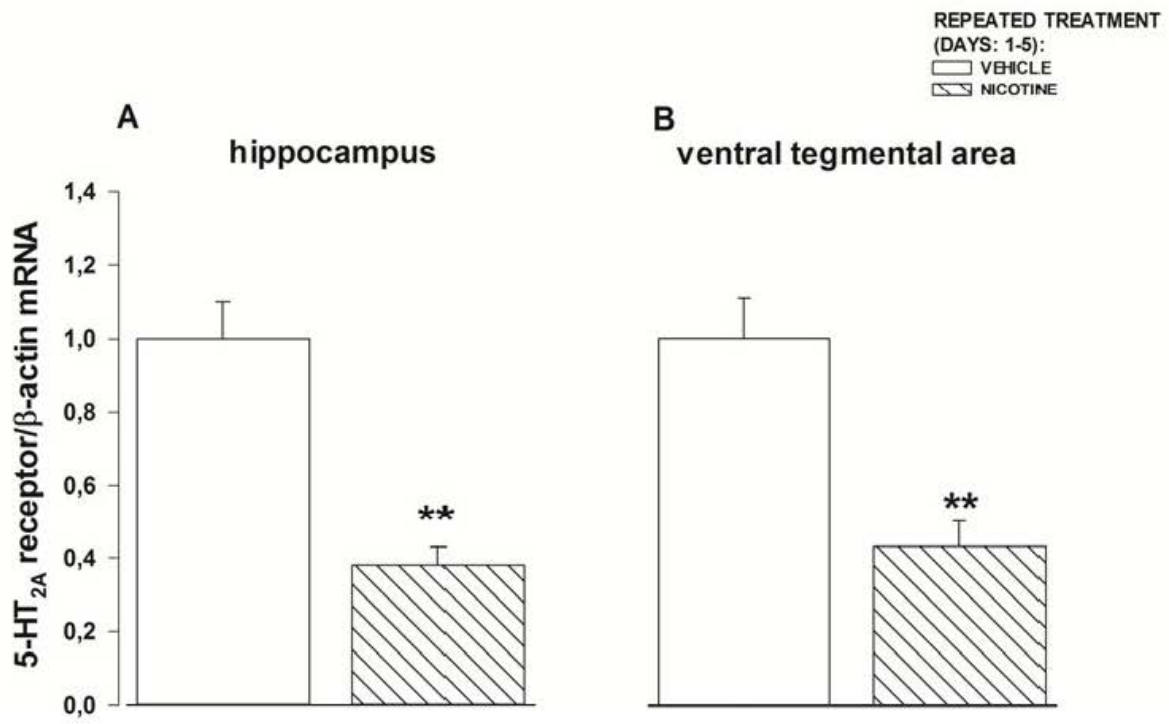 REPEATED TREATMENT
(DAYS: 1-5):
VEHICLE
NICOTINE
A
hippocampus
B
ventral tegmental area
5-HT2A receptor/β-actin mRNA
1,4
1,2
1,0
0,8
0,6
0,4
0,2
0,0
**
**